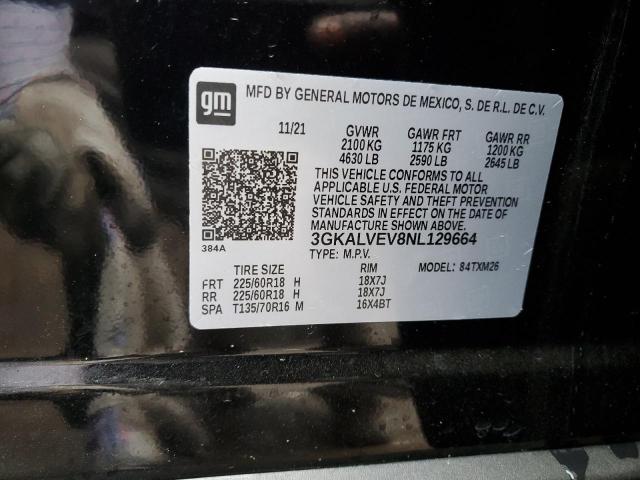 gm MFD BY GENERAL MOTORS DE MEXICO, S. DE R.L. DE C.V.
11/21 GVWR GAWR FRT GAWR RR
2100 KG 1175 KG 1200 KG
4630 LB 2590 LB 2645 LB
THIS VEHICLE CONFORMS TO ALL
APPLICABLE U.S. FEDERAL MOTOR
VEHICLE SAFETY AND THEFT PREVENTION
STANDARDS IN EFFECT ON THE DATE OF
MANUFACTURE SHOWN ABOVE.
384A 3GKALVEV8NL129664
TYPE: M.P.V. MODEL: 84TXM26
TIRE SIZE RIM
FRT 225/60R18 H 18X7J
RR 225/60R18 H 18X7J
SPA T135/70R16 M 16X4BT